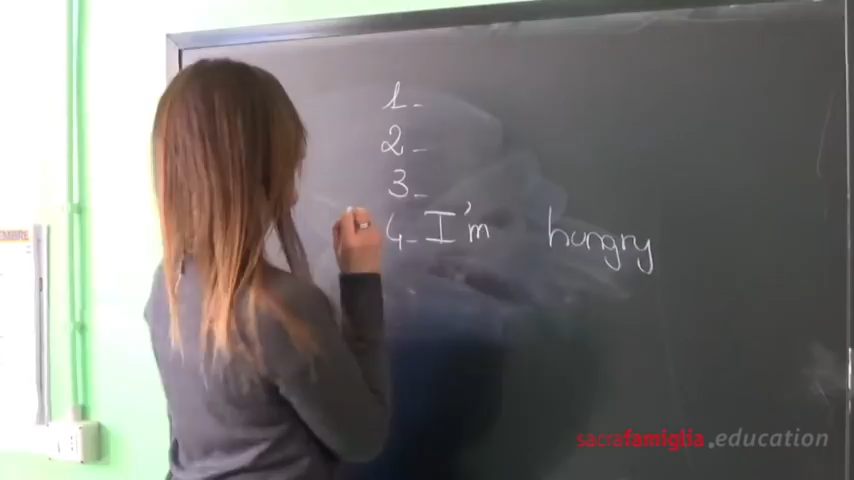 1-
2-
3-
4- I'm hungry
sacrafamiglia.education